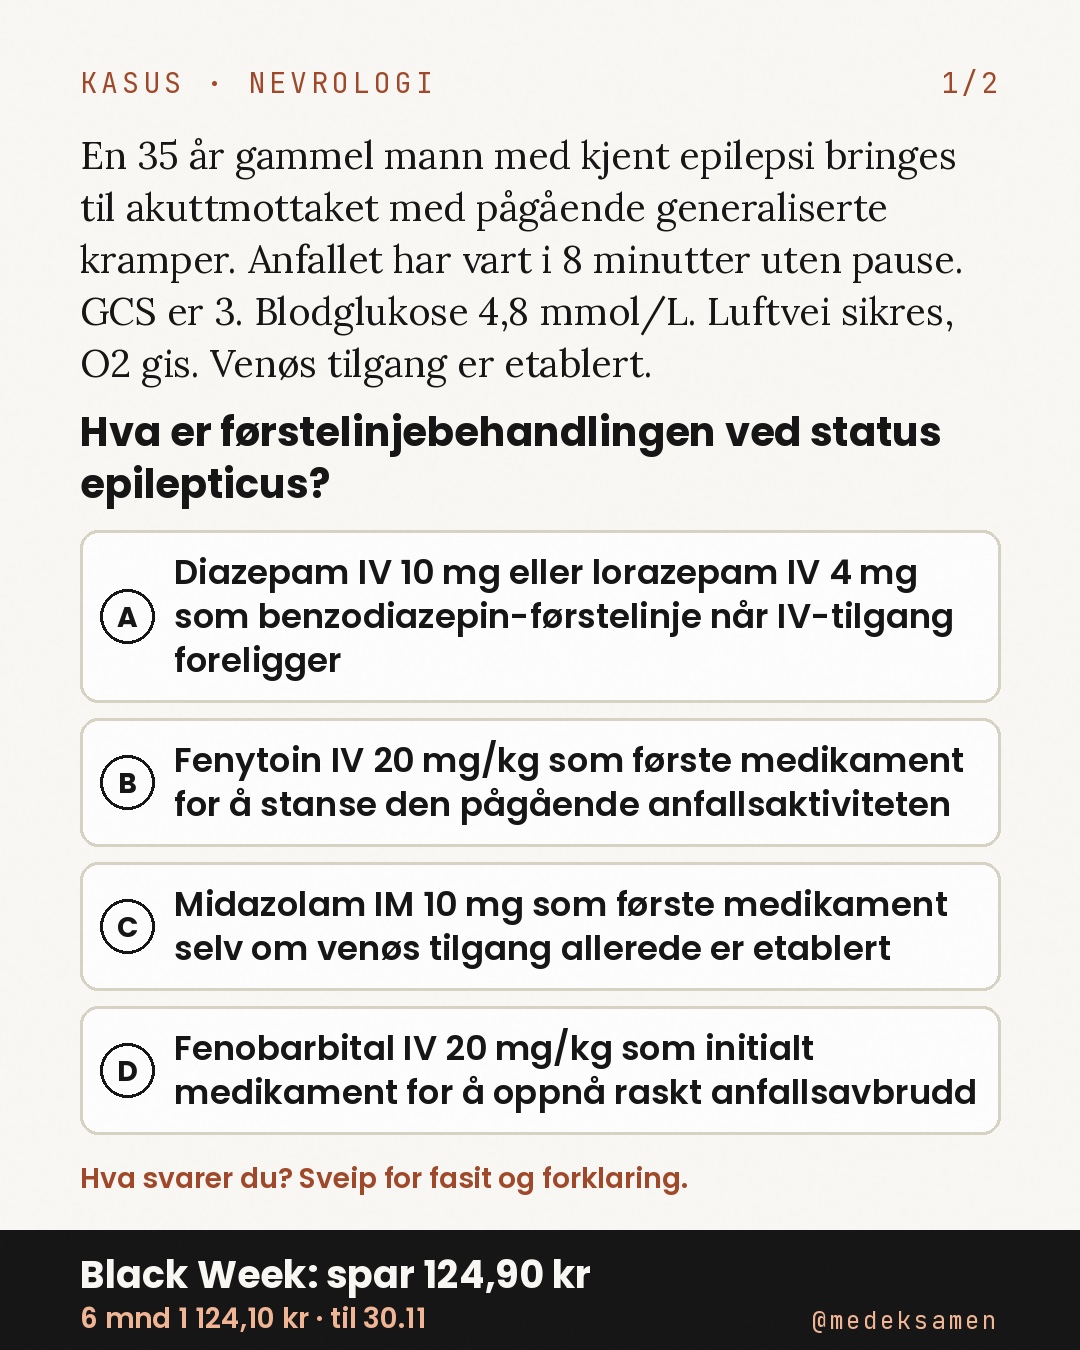 KASUS · NEVROLOGI
1/2
En 35 år gammel mann med kjent epilepsi bringes
til akuttmottaket med pågående generaliserte
kramper. Anfallet har vart i 8 minutter uten pause.
GCS er 3. Blodglukose 4,8 mmol/L. Luftvei sikres,
O2 gis. Venøs tilgang er etablert.
Hva er førstelinjebehandlingen ved status
epilepticus?
A
Diazepam IV 10 mg eller lorazepam IV 4 mg
som benzodiazepin-førstelinje når IV-tilgang
foreligger
B
Fenytoin IV 20 mg/kg som første medikament
for å stanse den pågående anfallsaktiviteten
C
Midazolam IM 10 mg som første medikament
selv om venøs tilgang allerede er etablert
D
Fenobarbital IV 20 mg/kg som initialt
medikament for å oppnå raskt anfallsavbrudd
Hva svarer du? Sveip for fasit og forklaring.
Black Week: spar 124,90 kr
6 mnd 1 124,10 kr · til 30.11
@medeksamen